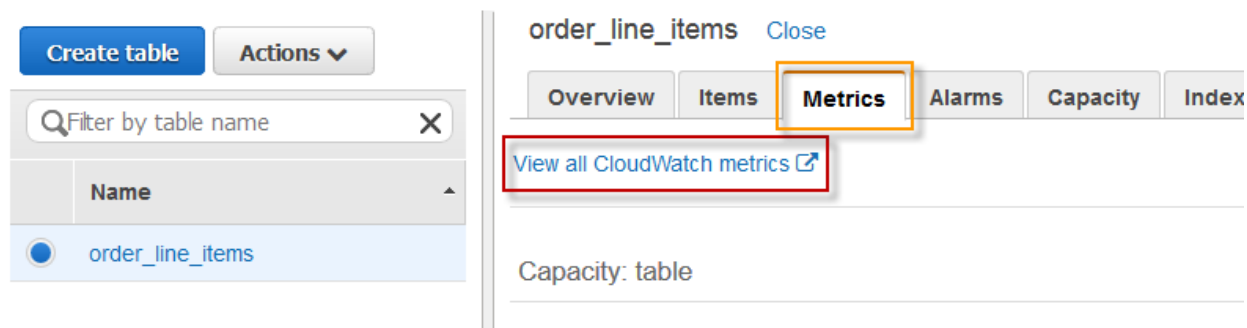 Create table
Actions
Filter by table name
Name
order_line_items
order_line_items Close
Overview Items Metrics Alarms Capacity Index
View all CloudWatch metrics
Capacity: table